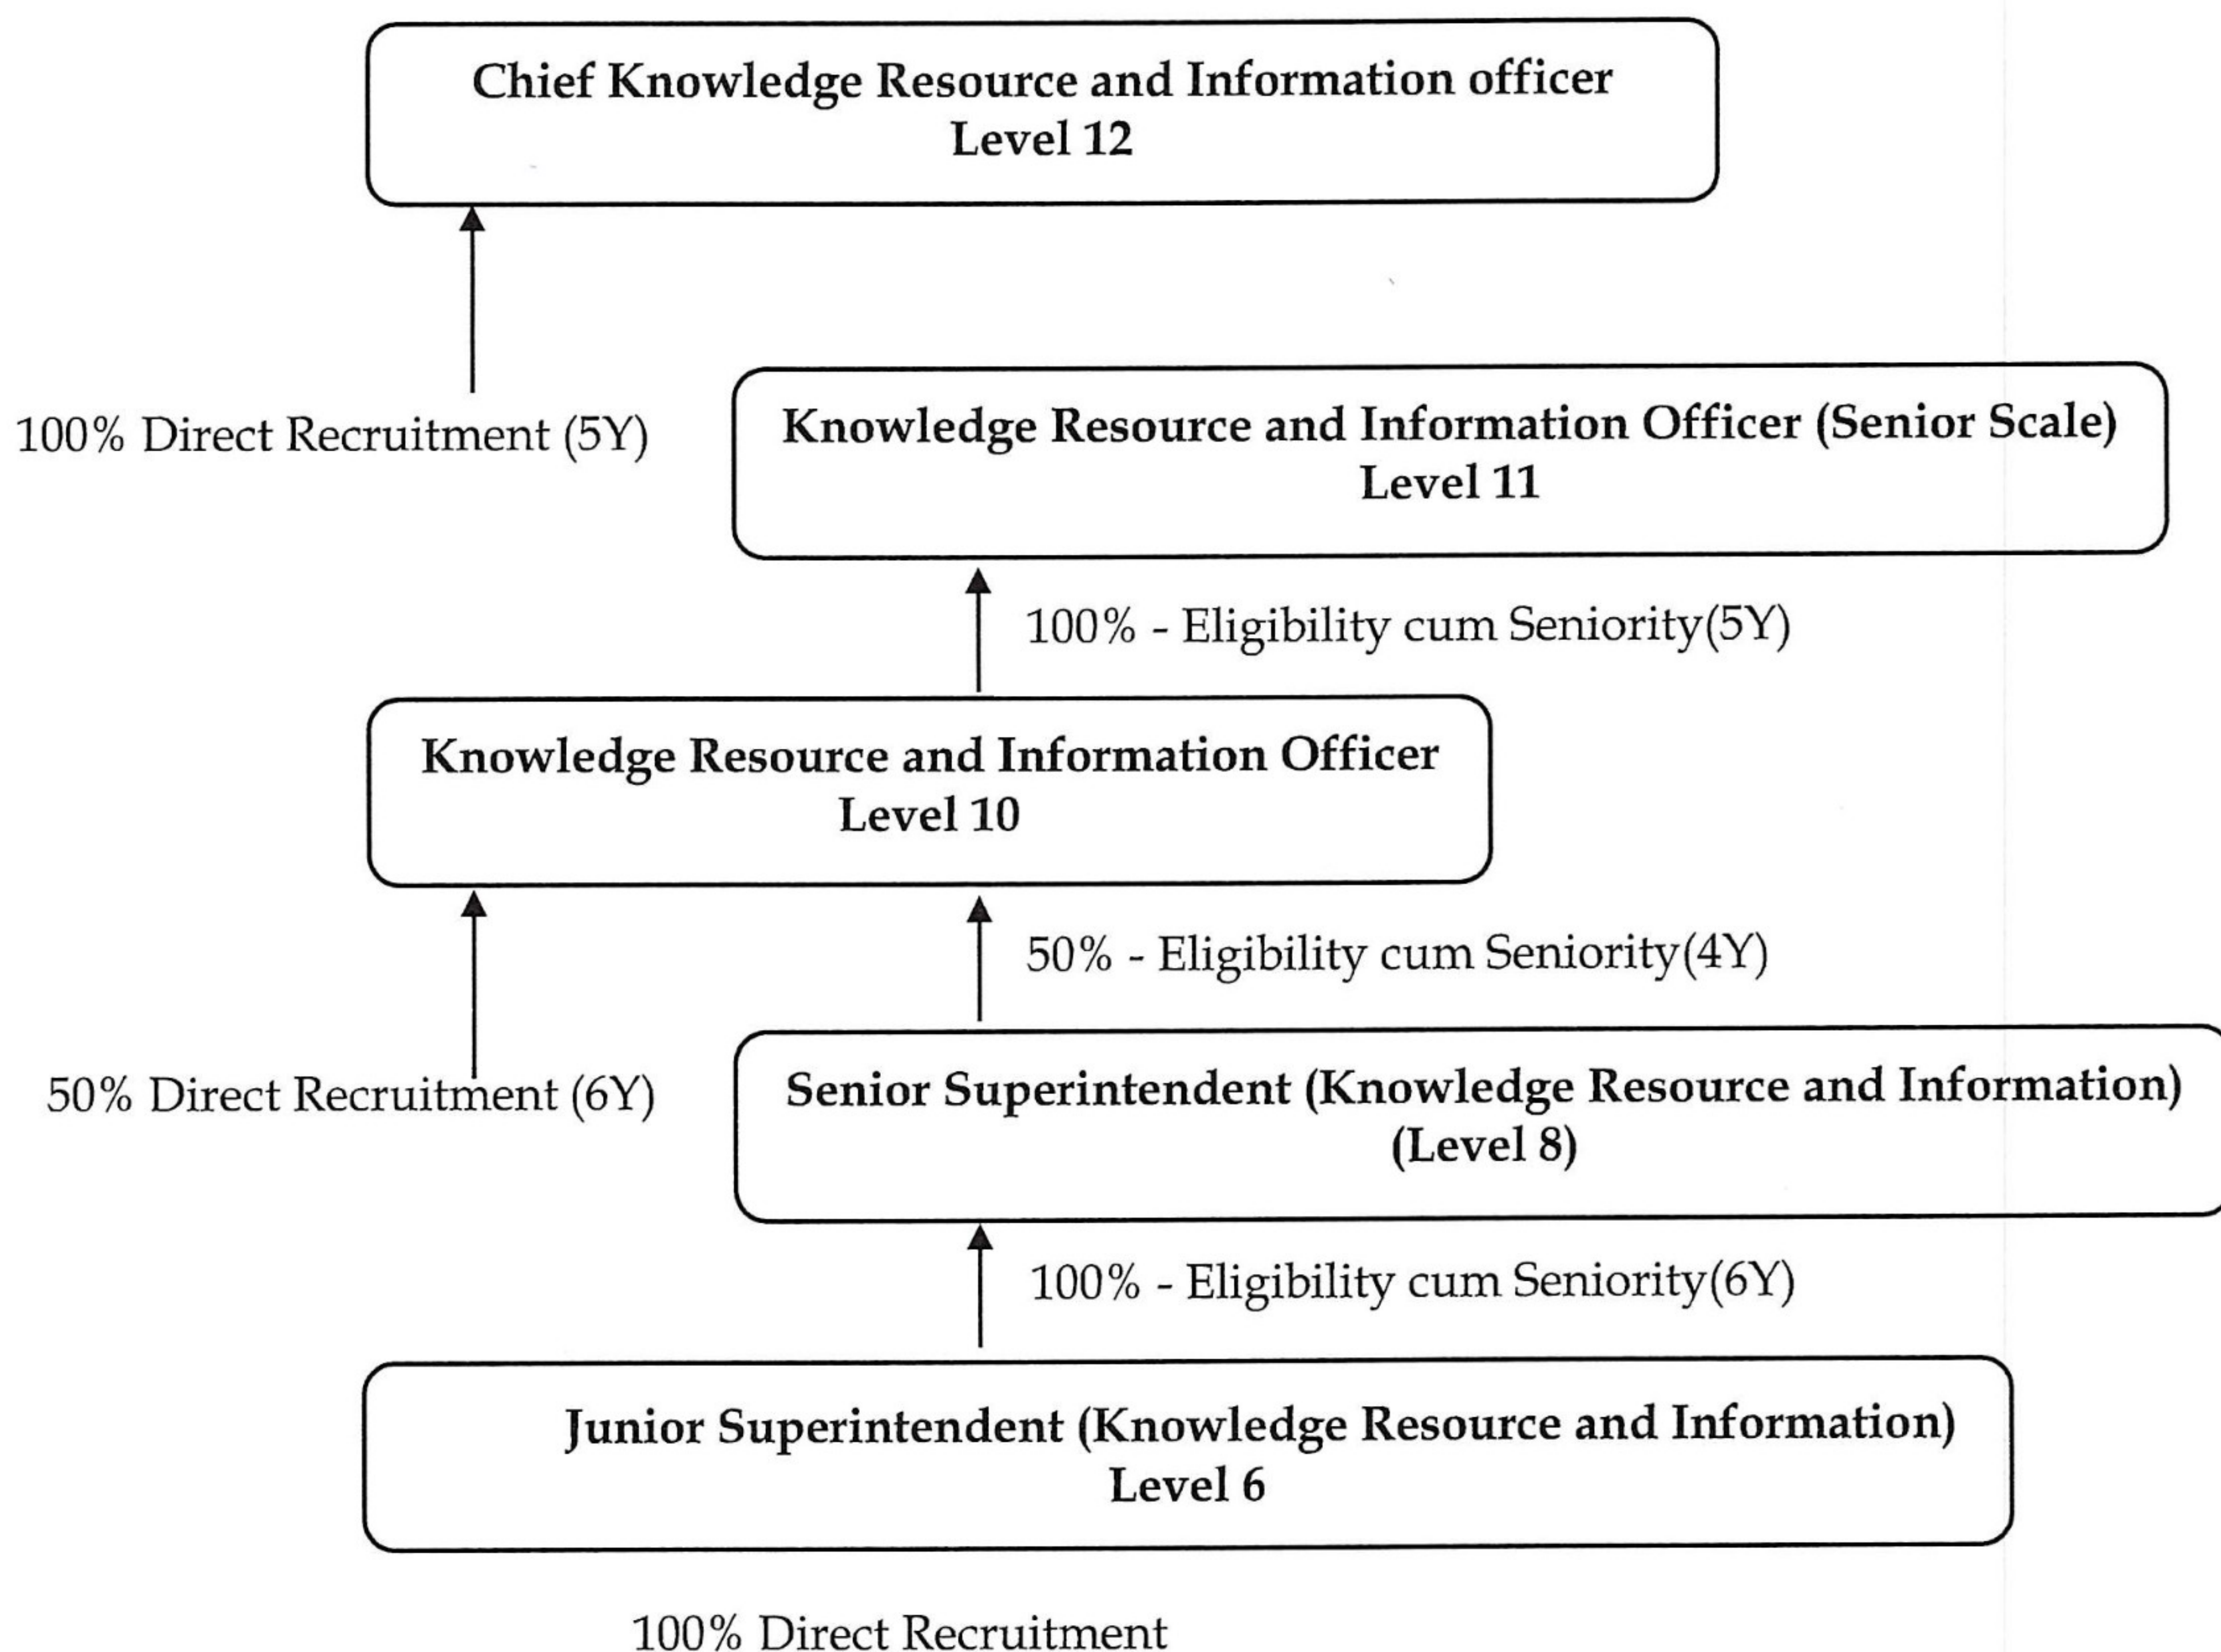 Chief Knowledge Resource and Information officer
Level 12
100% Direct Recruitment (5Y)
Knowledge Resource and Information Officer (Senior Scale)
Level 11
100% - Eligibility cum Seniority(5Y)
Knowledge Resource and Information Officer
Level 10
50% - Eligibility cum Seniority(4Y)
50% Direct Recruitment (6Y)
Senior Superintendent (Knowledge Resource and Information)
(Level 8)
100% - Eligibility cum Seniority(6Y)
Junior Superintendent (Knowledge Resource and Information)
Level 6
100% Direct Recruitment